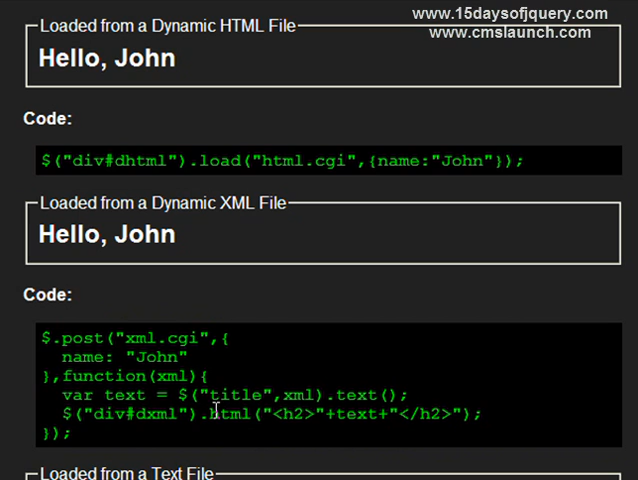 www.15daysofjquery.com
Loaded from a Dynamic HTML File
www.cmslaunch.com
Hello, John
Code:
$("div#dhtml").load("html.cgi",{name:"John"});
Loaded from a Dynamic XML File
Hello, John
Code:
$.post("xml.cgi",{
name: "John"
},function(xml){
var text = $("title",xml).text();
$("div#dxml").html("<h2>"+text+"</h2>");
});
Loaded from a Text File